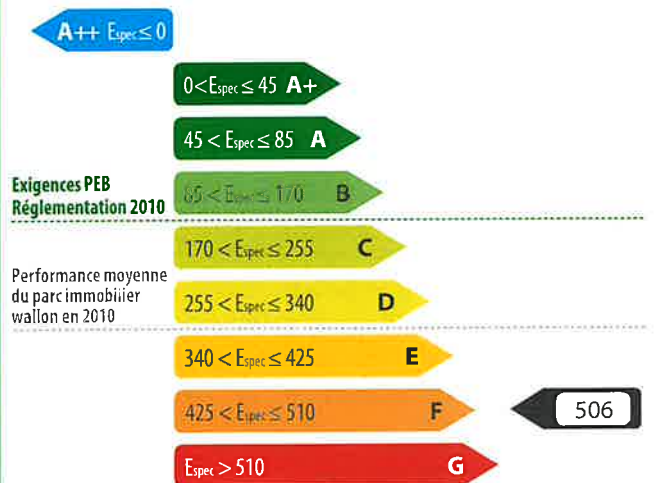 A++ Espec ≤ 0
0 < Espec ≤ 45 A+
45 < Espec ≤ 85 A
Exigences PEB
Réglementation 2010
85 < Espec ≤ 170 B
170 < Espec ≤ 255 C
Performance moyenne
du parc immobilier
wallon en 2010
255 < Espec ≤ 340 D
340 < Espec ≤ 425 E
425 < Espec ≤ 510 F
506
Espec > 510 G